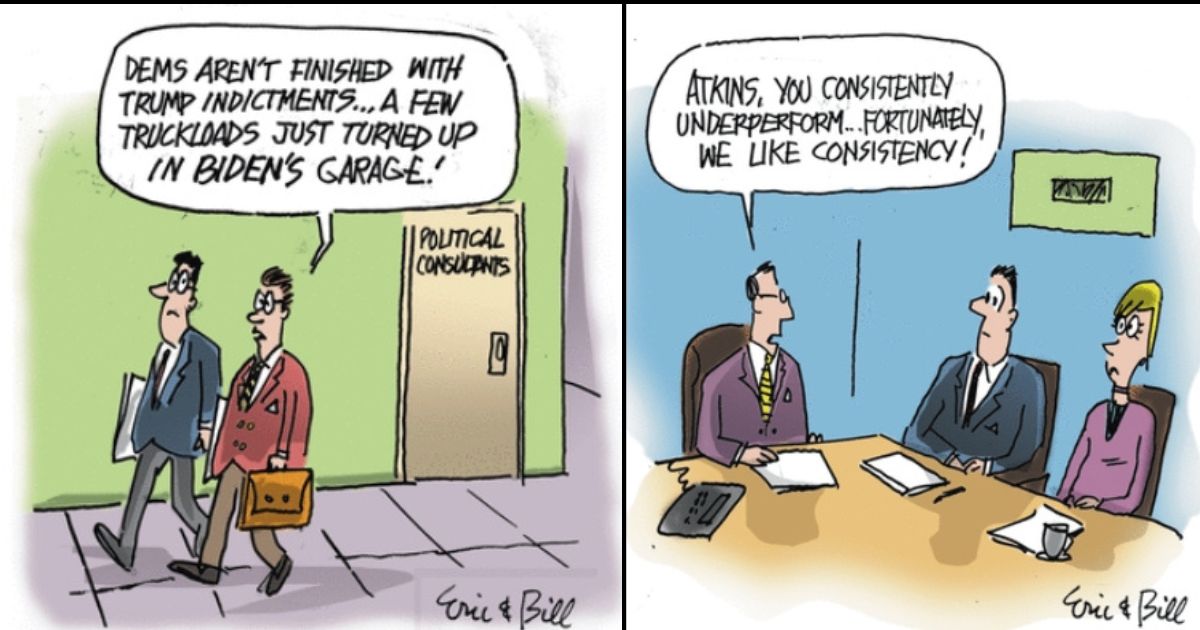 DEMS AREN'T FINISHED WITH
TRUMP INDICTMENTS... A FEW
TRUCKLOADS JUST TURNED UP
IN BIDEN'S GARAGE!
POLITICAL
CONSULTANTS
Eric & Bill
ATKINS, YOU CONSISTENTLY
UNDERPERFORM... FORTUNATELY,
WE LIKE CONSISTENCY!
Eric & Bill